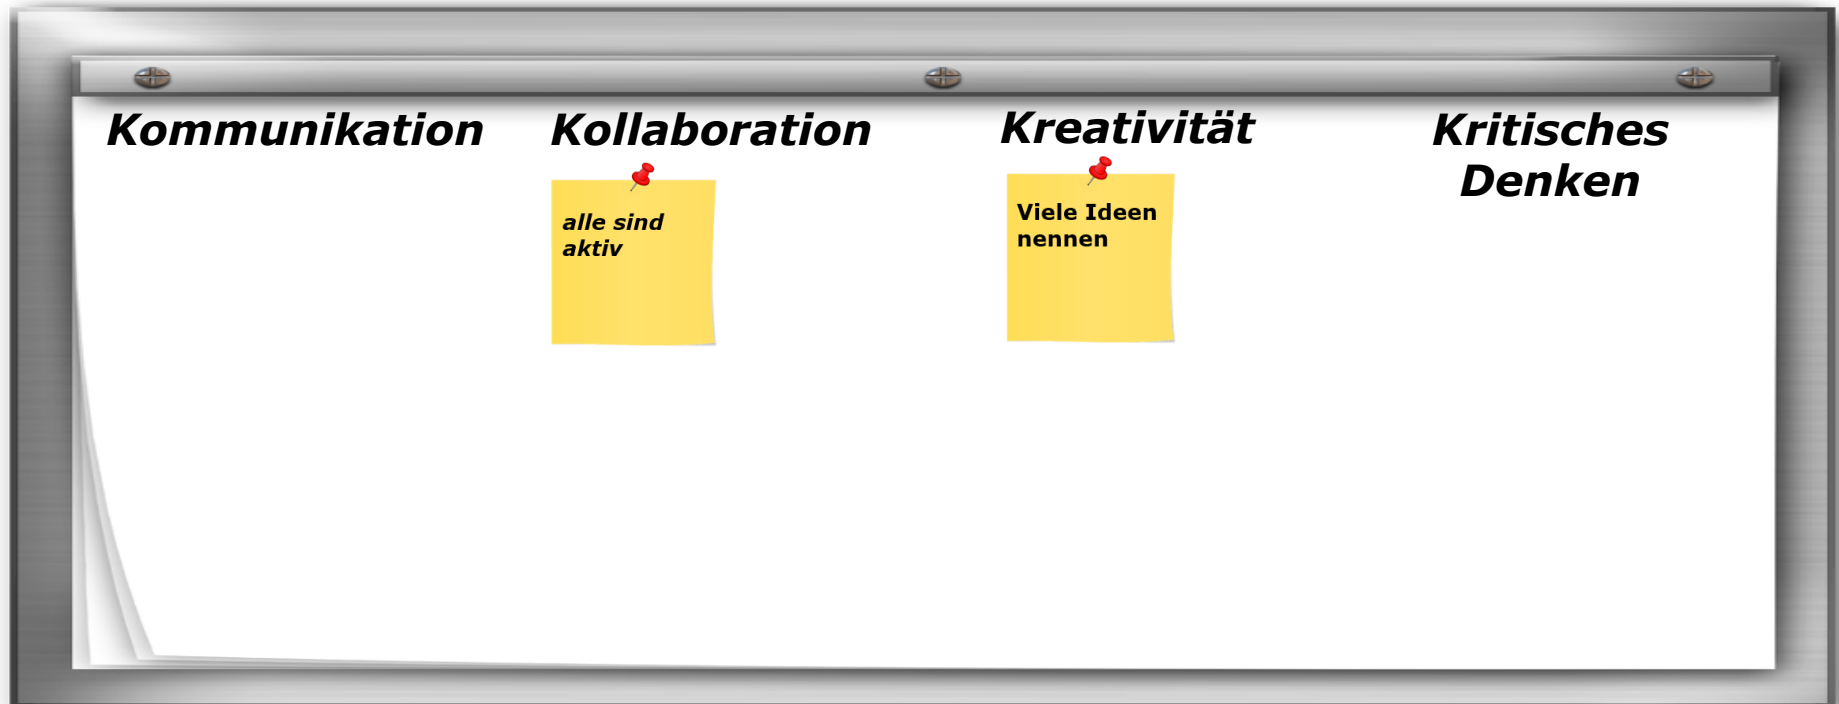 Kommunikation
Kollaboration
Kreativität
Kritisches
Denken
alle sind
aktiv
Viele Ideen
nennen